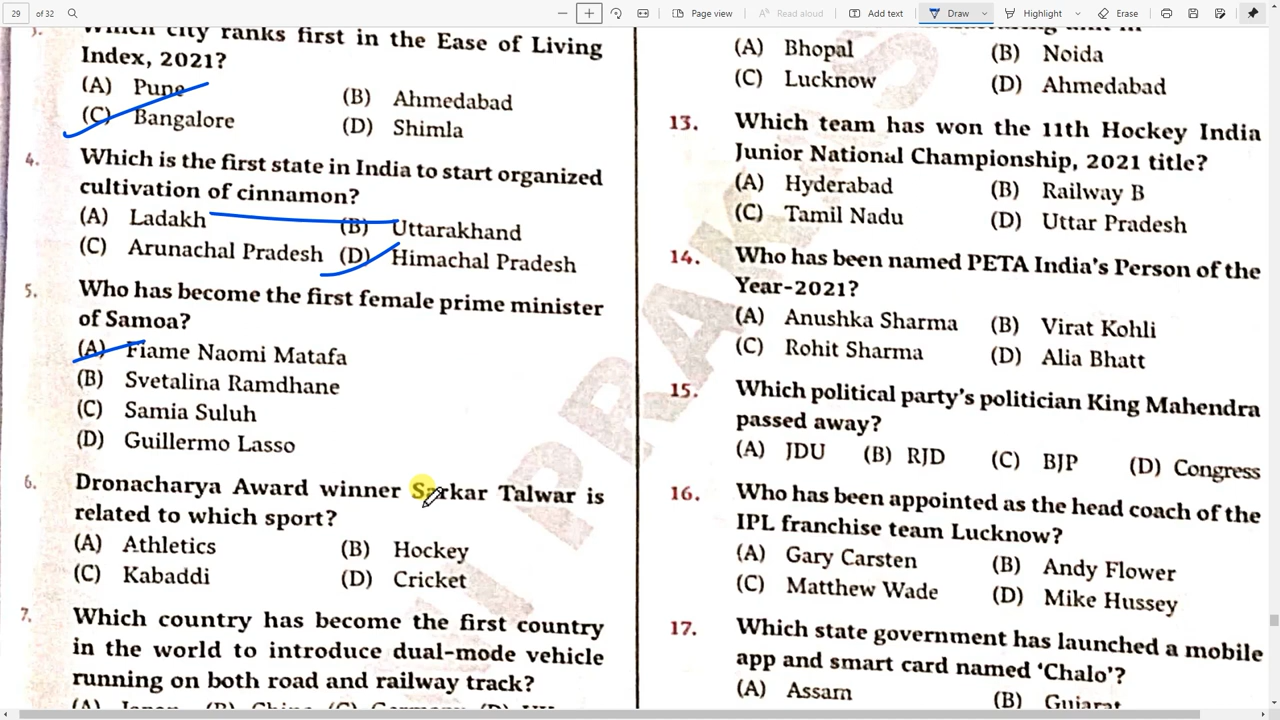 29 of 32
Page view
Read aloud
Add text
Draw
Highlight
Erase
Which city ranks first in the Ease of Living
Index, 2021?
(A) Pune
(B) Ahmedabad
(C) Bangalore
(D) Shimla
4. Which is the first state in India to start organized
cultivation of cinnamon?
(A) Ladakh
(B) Uttarakhand
(C) Arunachal Pradesh
(D) Himachal Pradesh
5. Who has become the first female prime minister
of Samoa?
(A) Fiame Naomi Matafa
(B) Svetalina Ramdhane
(C) Samia Suluh
(D) Guillermo Lasso
6. Dronacharya Award winner Sarkar Talwar is
related to which sport?
(A) Athletics
(B) Hockey
(C) Kabaddi
(D) Cricket
7. Which country has become the first country
in the world to introduce dual-mode vehicle
running on both road and railway track?
(A) Bhopal
(B) Noida
(C) Lucknow
(D) Ahmedabad
13. Which team has won the 11th Hockey India
Junior National Championship, 2021 title?
(A) Hyderabad
(B) Railway B
(C) Tamil Nadu
(D) Uttar Pradesh
14. Who has been named PETA India's Person of the
Year-2021?
(A) Anushka Sharma
(B) Virat Kohli
(C) Rohit Sharma
(D) Alia Bhatt
15. Which political party's politician King Mahendra
passed away?
(A) JDU (B) RJD (C) BJP (D) Congress
16. Who has been appointed as the head coach of the
IPL franchise team Lucknow?
(A) Gary Carsten
(B) Andy Flower
(C) Matthew Wade
(D) Mike Hussey
17. Which state government has launched a mobile
app and smart card named 'Chalo'?
(A) Assam
(B) Gujarat